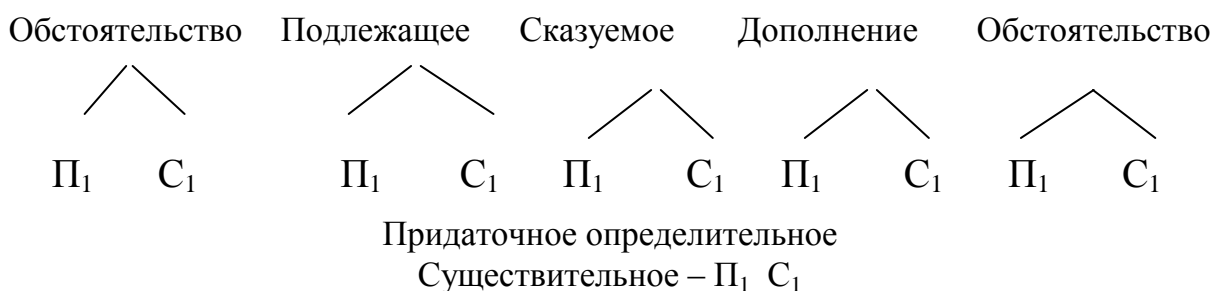 Обстоятельство Подлежащее Сказуемое Дополнение Обстоятельство
П₁ С₁ П₁ С₁ П₁ С₁ П₁ С₁ П₁ С₁
Придаточное определительное
Существительное – П₁ С₁